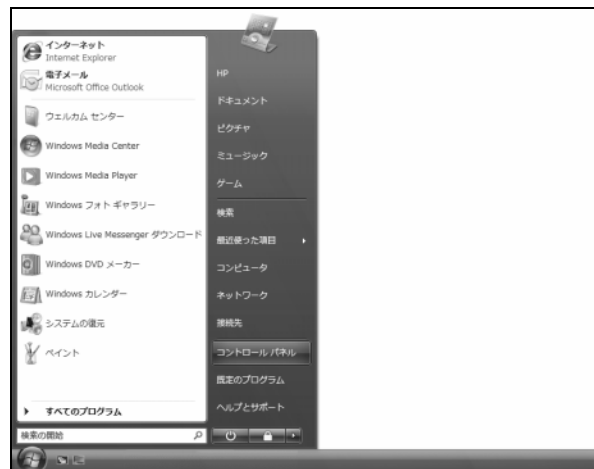 インターネット
Internet Explorer
電子メール
Microsoft Office Outlook
ウェルカム センター
Windows Media Center
Windows Media Player
Windows フォト ギャラリー
Windows Live Messenger ダウンロード
Windows DVD メーカー
Windows カレンダー
システムの復元
ペイント
すべてのプログラム
検索の開始
HP
ドキュメント
ピクチャ
ミュージック
ゲーム
検索
最近使った項目
コンピュータ
ネットワーク
接続先
コントロール パネル
既定のプログラム
ヘルプとサポート